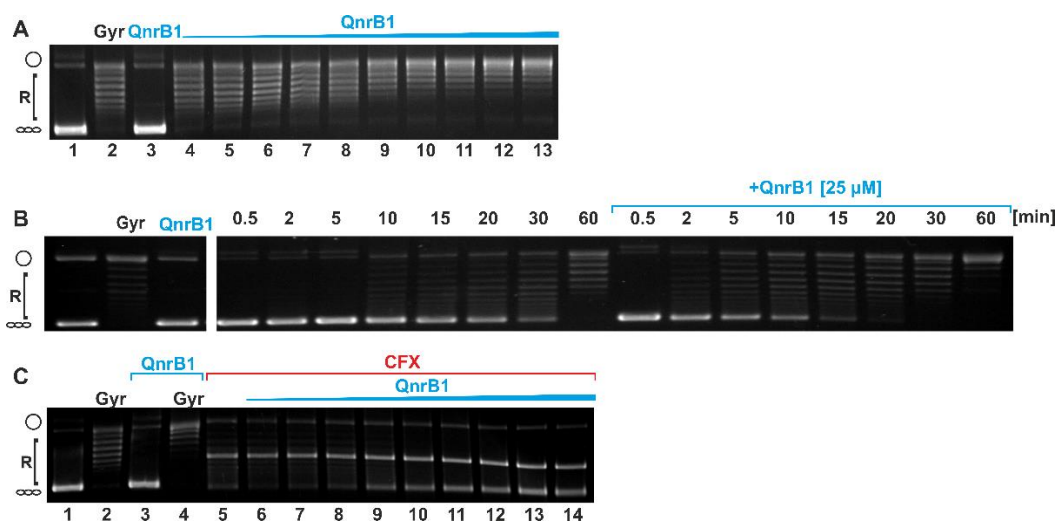 A Gyr QnrB1 QnrB1
R
1 2 3 4 5 6 7 8 9 10 11 12 13
+QnrB1 [25 µM]
B Gyr QnrB1 0.5 2 5 10 15 20 30 60 0.5 2 5 10 15 20 30 60 [min]
R
QnrB1 CFX
C Gyr Gyr QnrB1
R
1 2 3 4 5 6 7 8 9 10 11 12 13 14